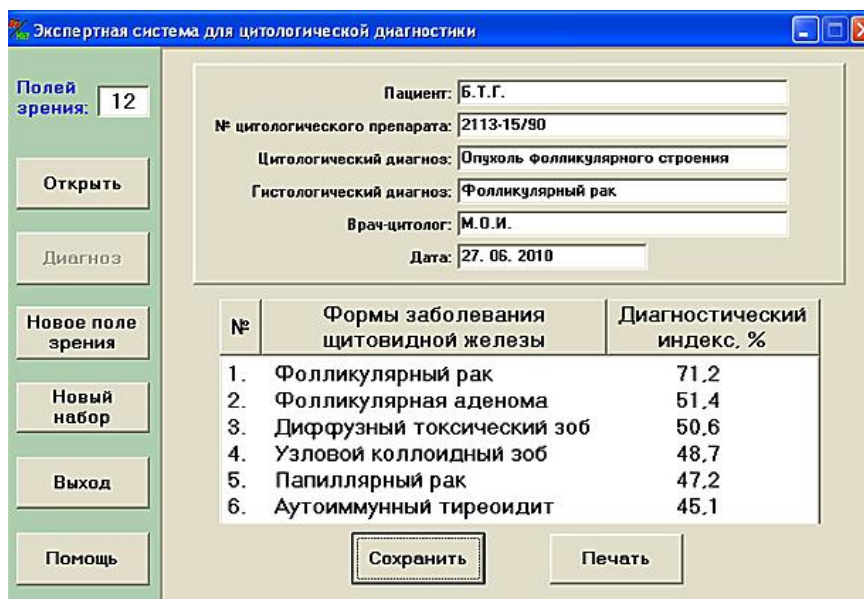 Экспертная система для цитологической диагностики
Полей
зрения: 12
Открыть
Диагноз
Новое поле
зрения
Новый
набор
Выход
Помощь
Пациент: Б.Т.Г.
№ цитологического препарата: 2113-15/90
Цитологический диагноз: Опухоль фолликулярного строения
Гистологический диагноз: Фолликулярный рак
Врач-цитолог: М.О.И.
Дата: 27. 06. 2010
№ Формы заболевания щитовидной железы Диагностический индекс, %
1. Фолликулярный рак 71,2
2. Фолликулярная аденома 51,4
3. Диффузный токсический зоб 50,6
4. Узловой коллоидный зоб 48,7
5. Папиллярный рак 47,2
6. Аутоиммунный тиреоидит 45,1
Сохранить Печать